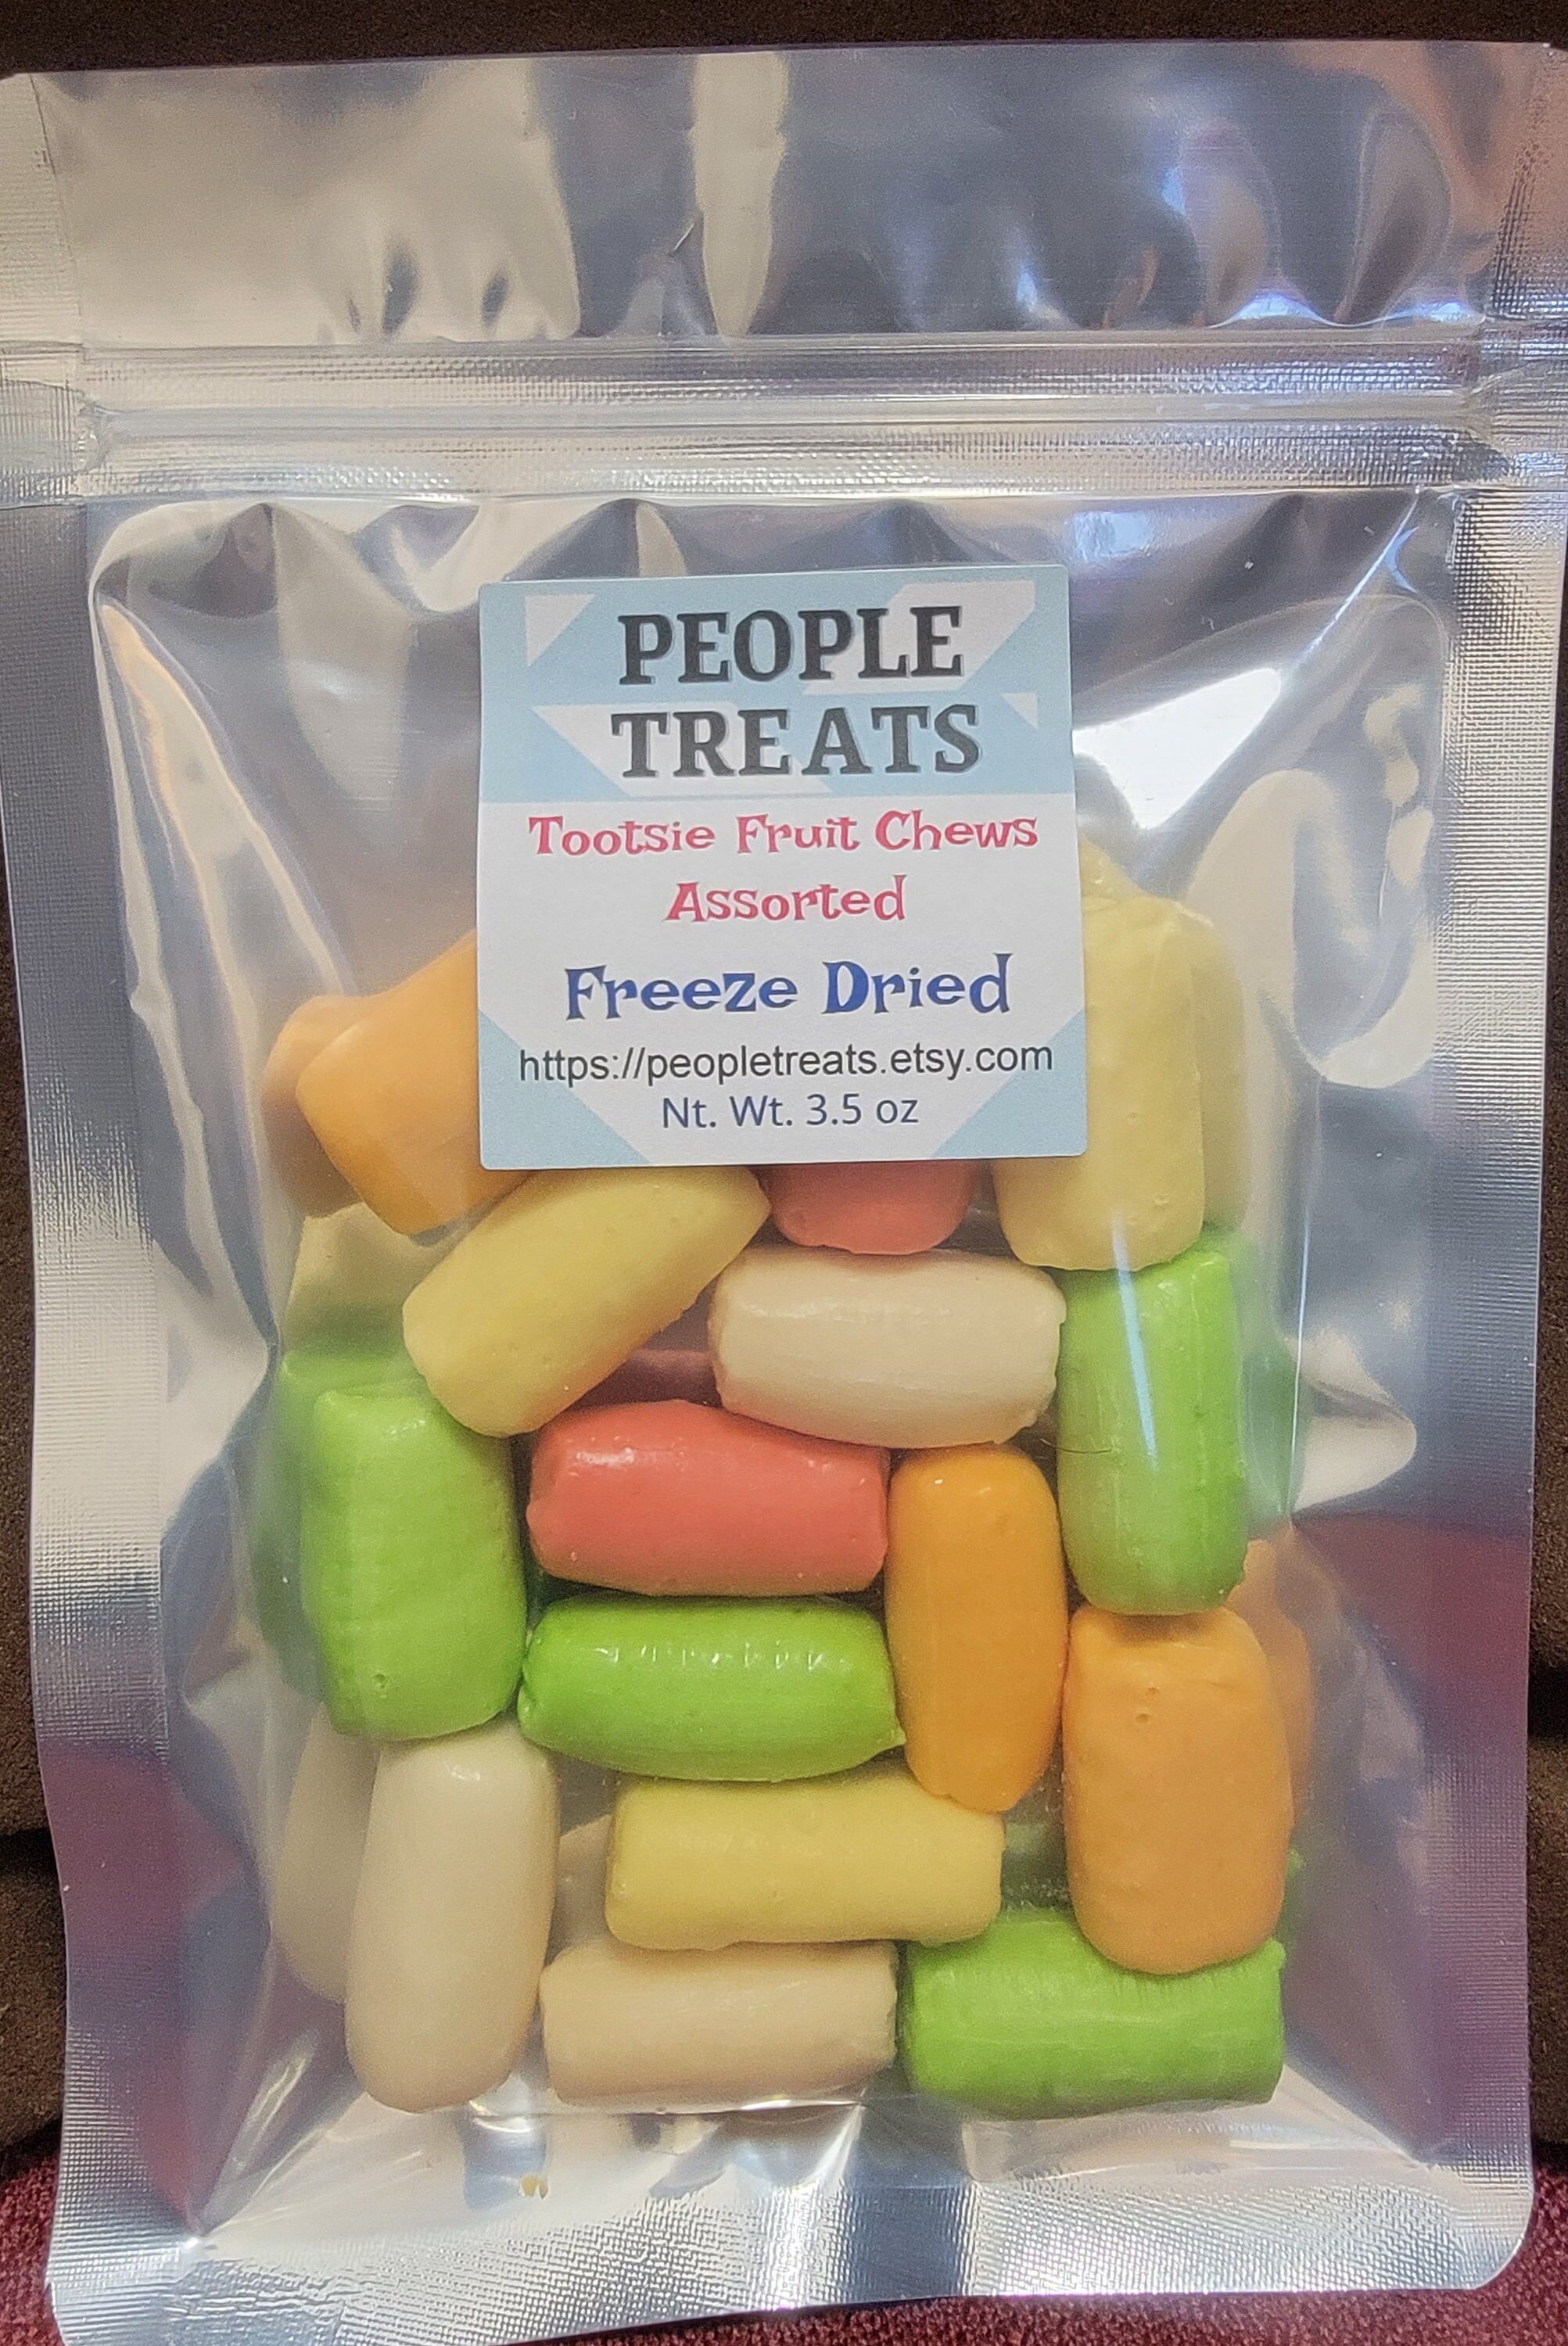 PEOPLE
TREATS
Tootsie Fruit Chews
Assorted
Freeze Dried
https://peopletreats.etsy.com
Nt. Wt. 3.5 oz